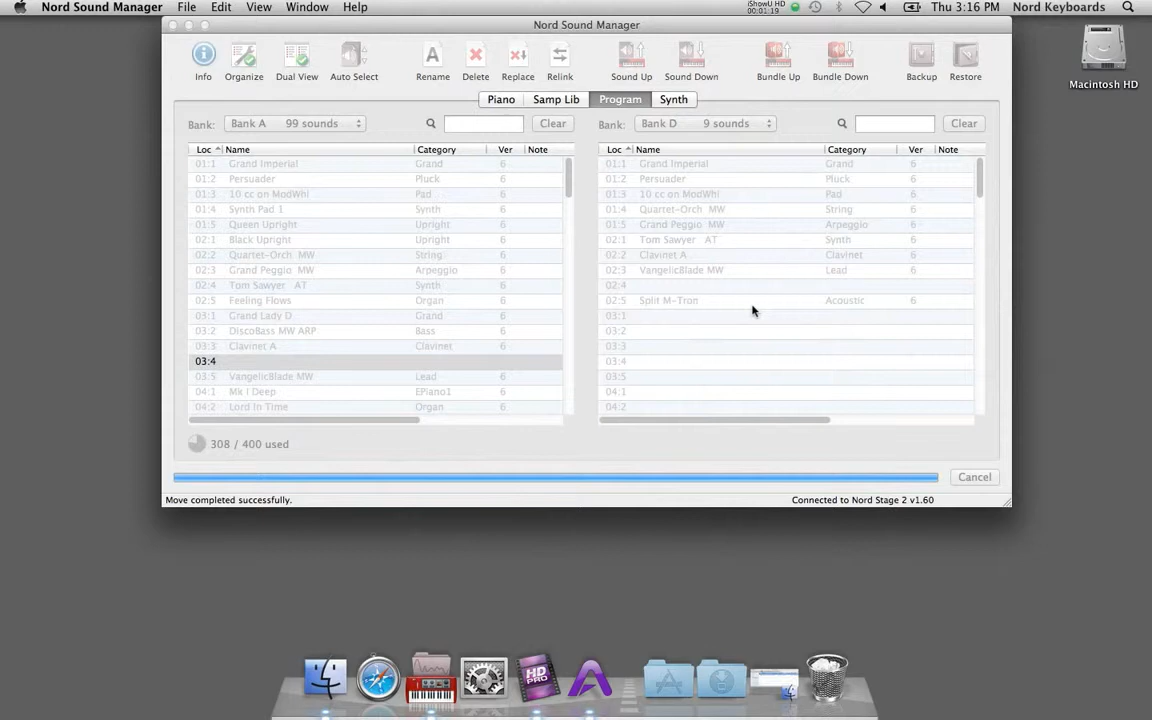 Nord Sound Manager File Edit View Window Help iShowU HD 00:01:19 Thu 3:16 PM Nord Keyboards
Nord Sound Manager
Info Organize Dual View Auto Select Rename Delete Replace Relink Sound Up Sound Down Bundle Up Bundle Down Backup Restore
Macintosh HD
Piano Samp Lib Program Synth
Bank: Bank A 99 sounds Clear
Loc Name Category Ver Note
01:1 Grand Imperial Grand 6
01:2 Persuader Pluck 6
01:3 10 cc on ModWhl Pad 6
01:4 Synth Pad 1 Synth 6
01:5 Queen Upright Upright 6
02:1 Black Upright Upright 6
02:2 Quartet-Orch MW String 6
02:3 Grand Peggio MW Arpeggio 6
02:4 Tom Sawyer AT Synth 6
02:5 Feeling Flows Organ 6
03:1 Grand Lady D Grand 6
03:2 DiscoBass MW ARP Bass 6
03:3 Clavinet A Clavinet 6
03:4
03:5 VangelicBlade MW Lead 6
04:1 Mk I Deep EPiano1 6
04:2 Lord In Time Organ 6
308 / 400 used
Bank: Bank D 9 sounds Clear
Loc Name Category Ver Note
01:1 Grand Imperial Grand 6
01:2 Persuader Pluck 6
01:3 10 cc on ModWhl Pad 6
01:4 Quartet-Orch MW String 6
01:5 Grand Peggio MW Arpeggio 6
02:1 Tom Sawyer AT Synth 6
02:2 Clavinet A Clavinet 6
02:3 VangelicBlade MW Lead 6
02:4
02:5 Split M-Tron Acoustic 6
03:1
03:2
03:3
03:4
03:5
04:1
04:2
Cancel
Move completed successfully. Connected to Nord Stage 2 v1.60
HD PRO